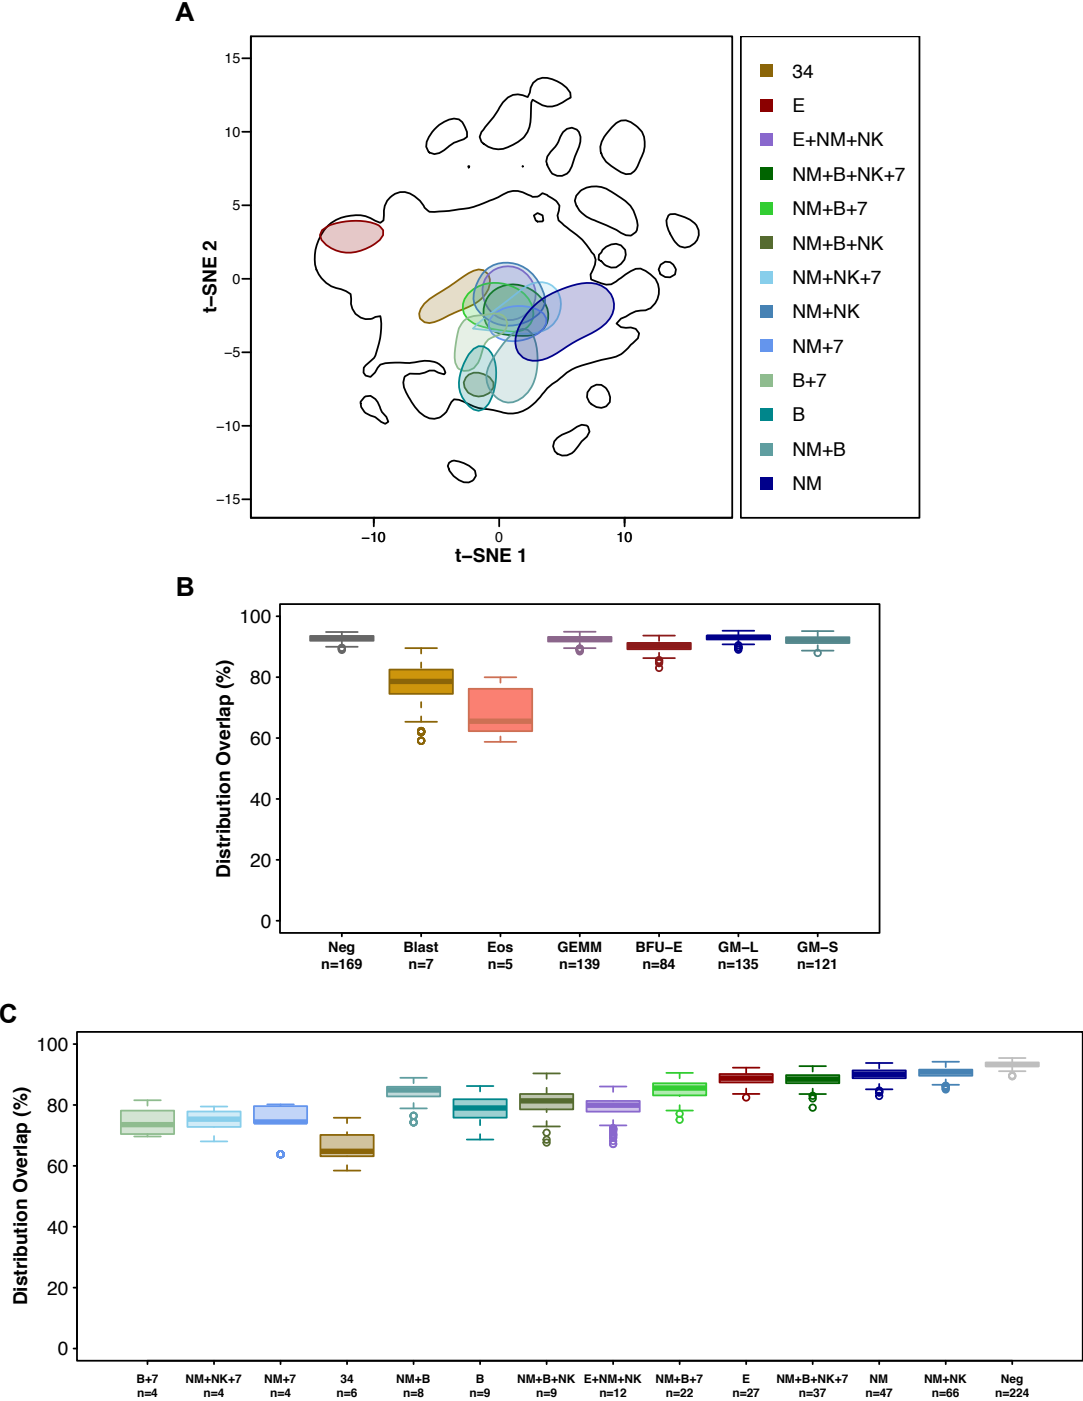 A
15
10
5
0
−5
−10
−15
t−SNE 2
−10
0
10
t−SNE 1
34
E
E+NM+NK
NM+B+NK+7
NM+B+7
NM+B+NK
NM+NK+7
NM+NK
NM+7
B+7
B
NM+B
NM
B
100
80
60
40
20
0
Distribution Overlap (%)
Neg Blast Eos GEMM BFU−E GM−L GM−S
n=169 n=7 n=5 n=139 n=84 n=135 n=121
C
100
80
60
40
20
0
Distribution Overlap (%)
B+7 NM+NK+7 NM+7 34 NM+B B NM+B+NK E+NM+NK NM+B+7 E NM+B+NK+7 NM NM+NK Neg
n=4 n=4 n=4 n=6 n=8 n=9 n=9 n=12 n=22 n=27 n=37 n=47 n=66 n=224